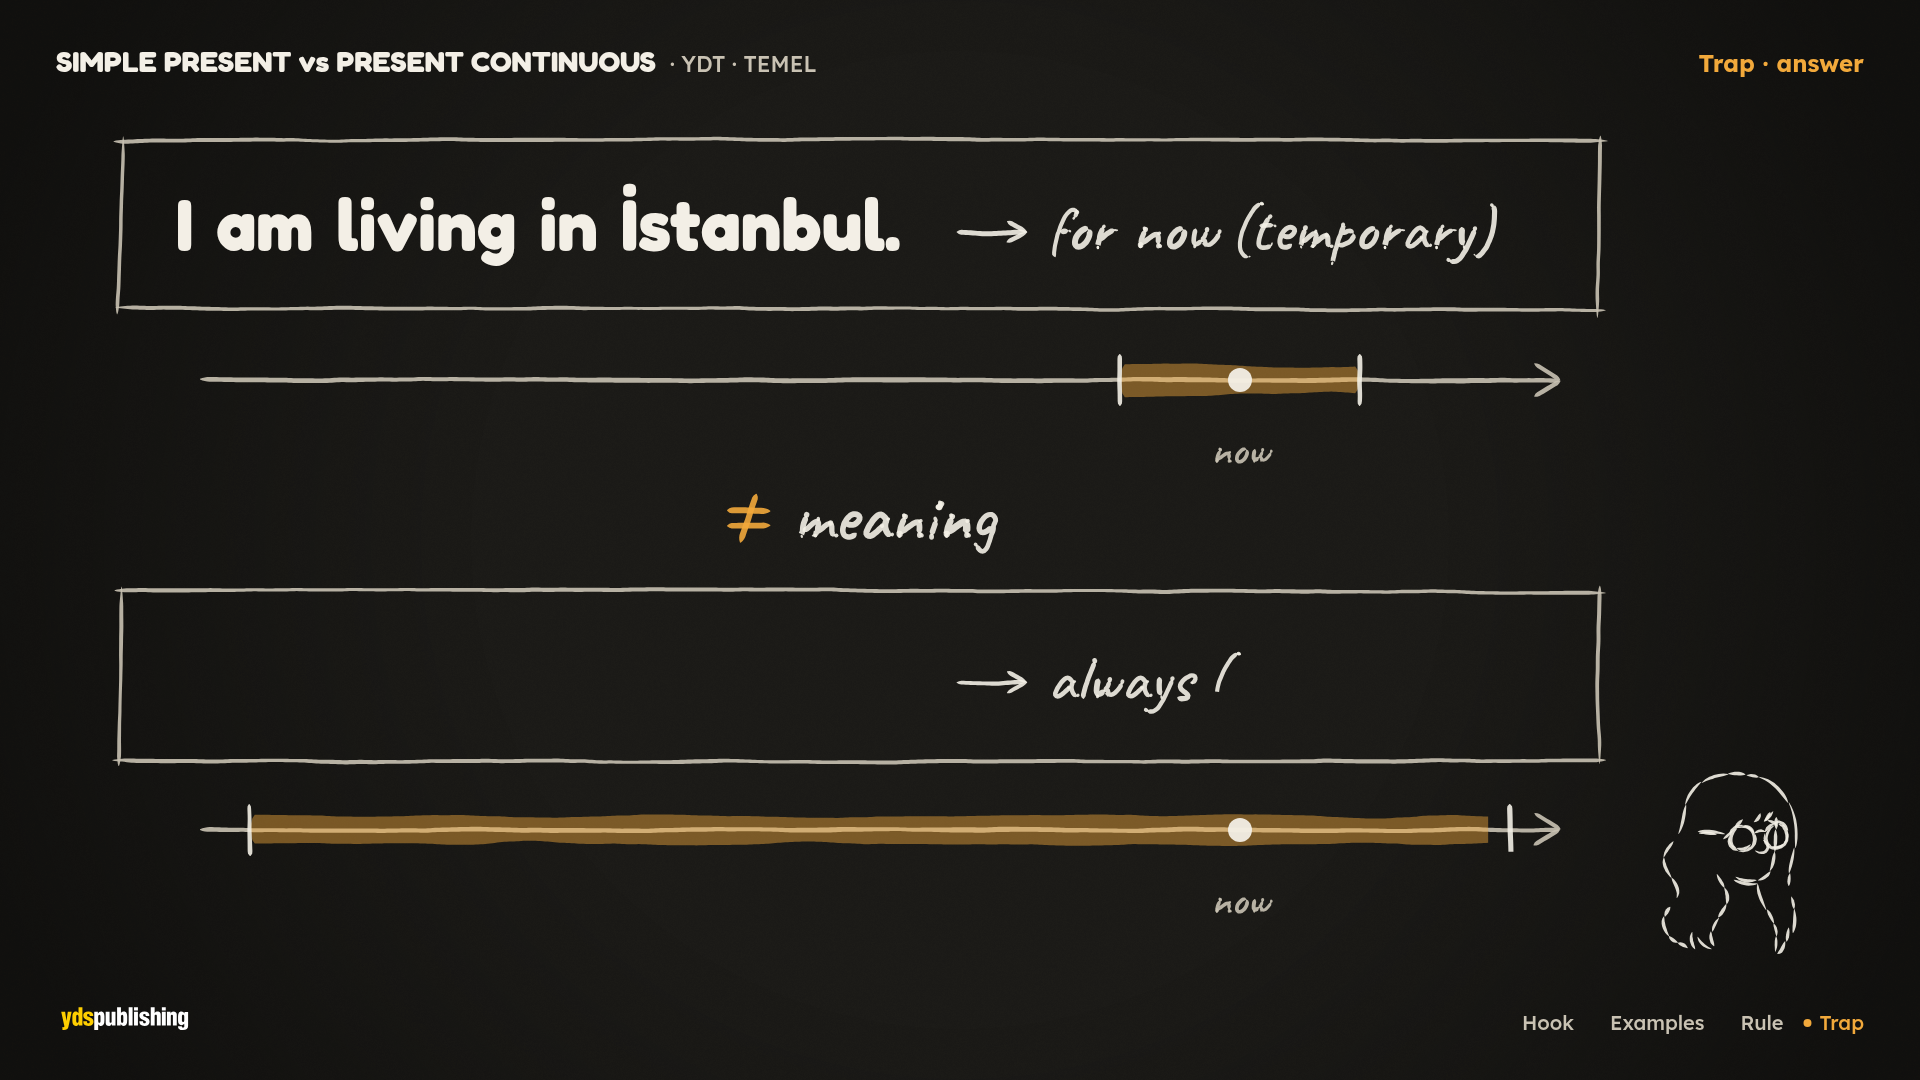 SIMPLE PRESENT vs PRESENT CONTINUOUS · YDT · TEMEL
Trap · answer
I am living in İstanbul. → for now (temporary)
now
≠ meaning
→ always (
now
ydspublishing
Hook Examples Rule • Trap